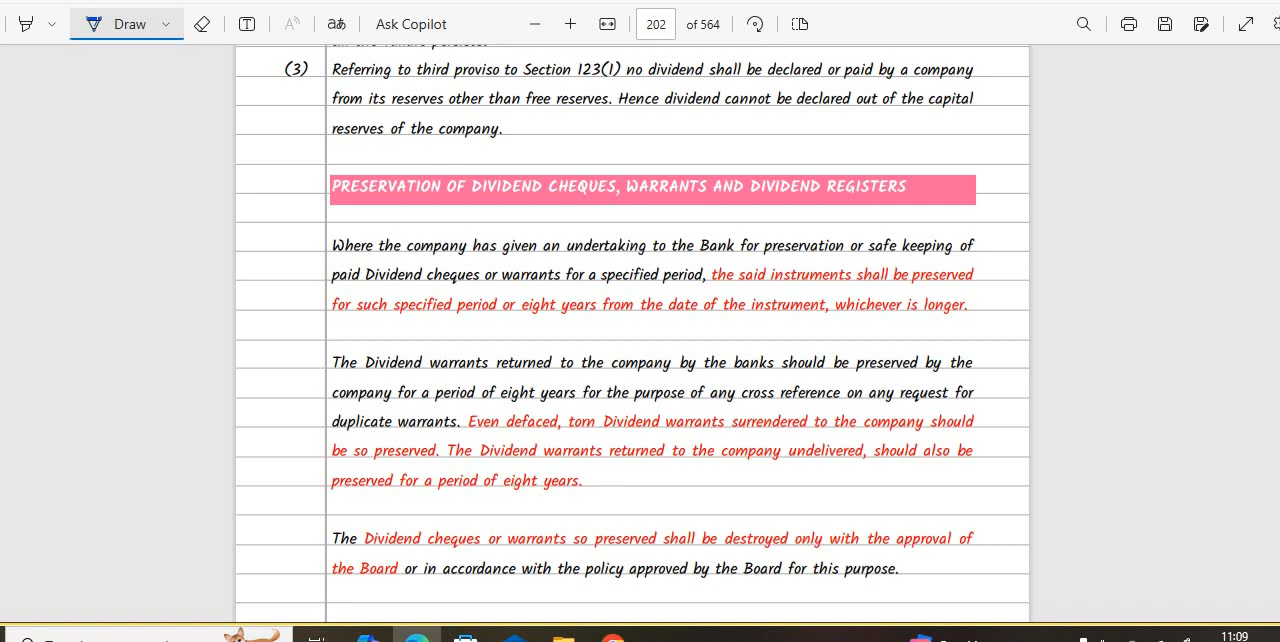 Draw
Ask Copilot
202 of 564
(3) Referring to third proviso to Section 123(1) no dividend shall be declared or paid by a company
from its reserves other than free reserves. Hence dividend cannot be declared out of the capital
reserves of the company.
PRESERVATION OF DIVIDEND CHEQUES, WARRANTS AND DIVIDEND REGISTERS
Where the company has given an undertaking to the Bank for preservation or safe keeping of
paid Dividend cheques or warrants for a specified period, the said instruments shall be preserved
for such specified period or eight years from the date of the instrument, whichever is longer.
The Dividend warrants returned to the company by the banks should be preserved by the
company for a period of eight years for the purpose of any cross reference on any request for
duplicate warrants. Even defaced, torn Dividend warrants surrendered to the company should
be so preserved. The Dividend warrants returned to the company undelivered, should also be
preserved for a period of eight years.
The Dividend cheques or warrants so preserved shall be destroyed only with the approval of
the Board or in accordance with the policy approved by the Board for this purpose.
11:09